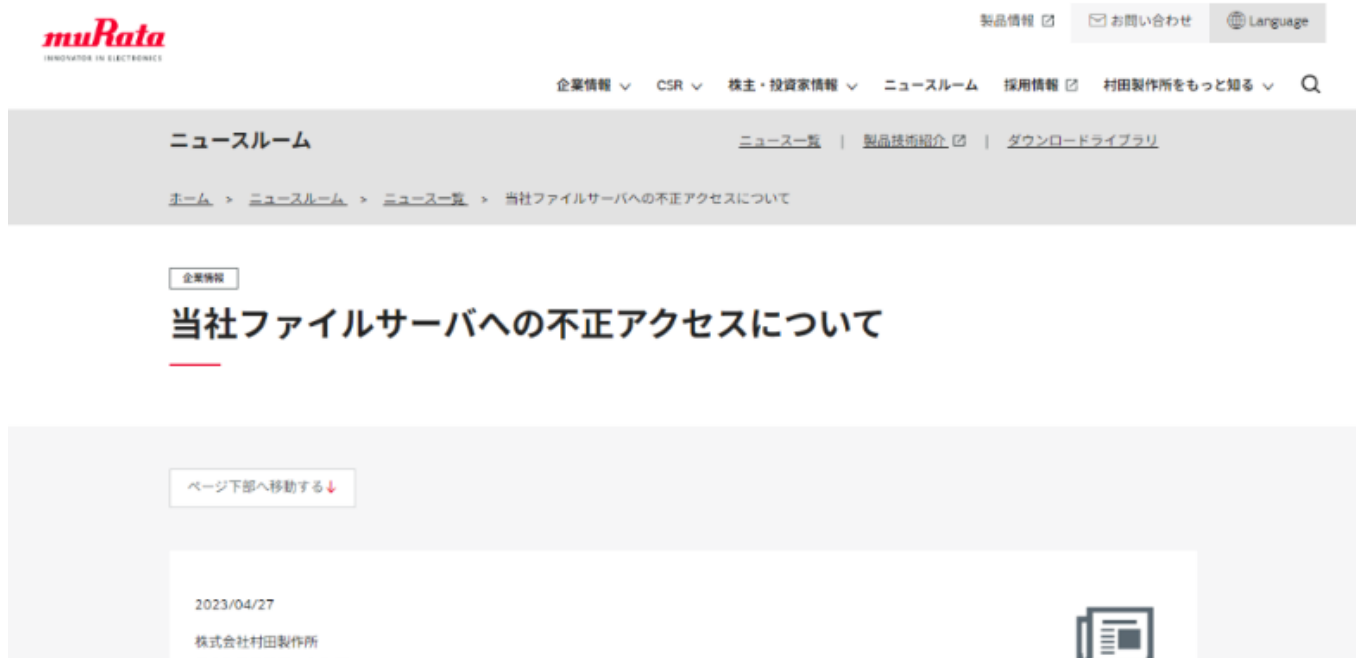 muRata
INNOVATOR IN ELECTRONICS
製品情報 お問い合わせ Language
企業情報 CSR 株主・投資家情報 ニュースルーム 採用情報 村田製作所をもっと知る
ニュースルーム
ニュース一覧 | 製品技術紹介 | ダウンロードライブラリ
ホーム > ニュースルーム > ニュース一覧 > 当社ファイルサーバへの不正アクセスについて
企業情報
当社ファイルサーバへの不正アクセスについて
ページ下部へ移動する↓
2023/04/27
株式会社村田製作所